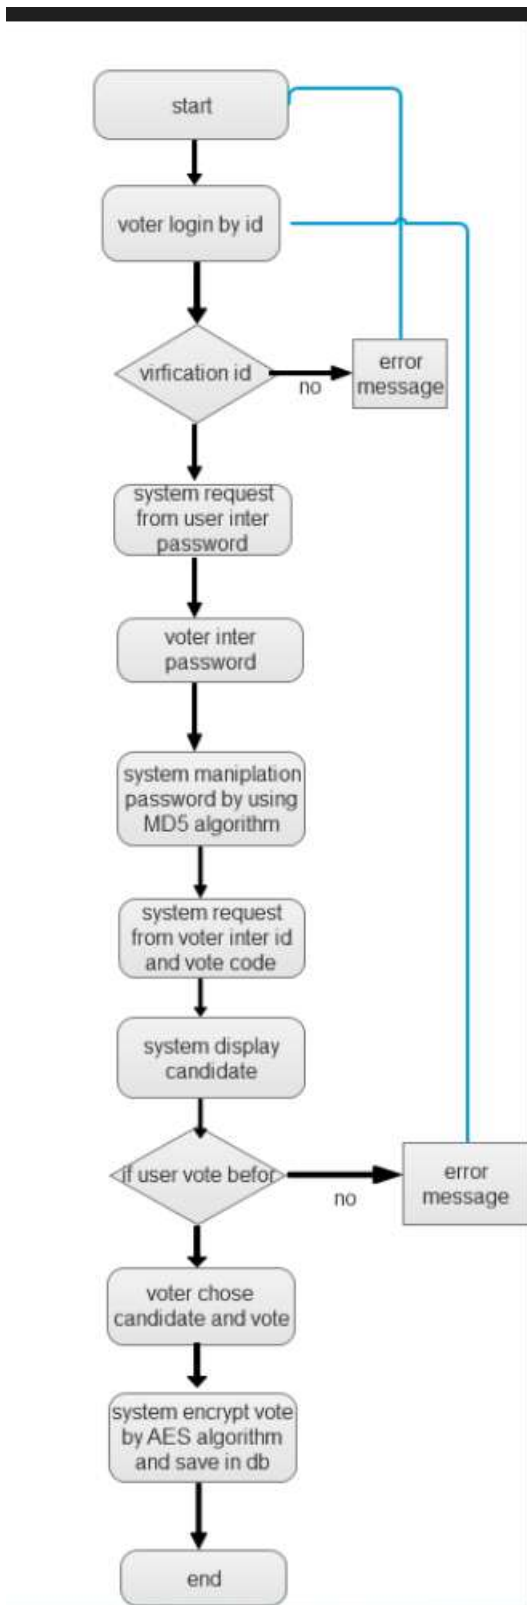 start
voter login by id
virfication id
no
error
message
system request
from user inter
password
voter inter
password
system maniplation
password by using
MD5 algorithm
system request
from voter inter id
and vote code
system display
candidate
if user vote befor
no
error
message
voter chose
candidate and vote
system encrypt vote
by AES algorithm
and save in db
end